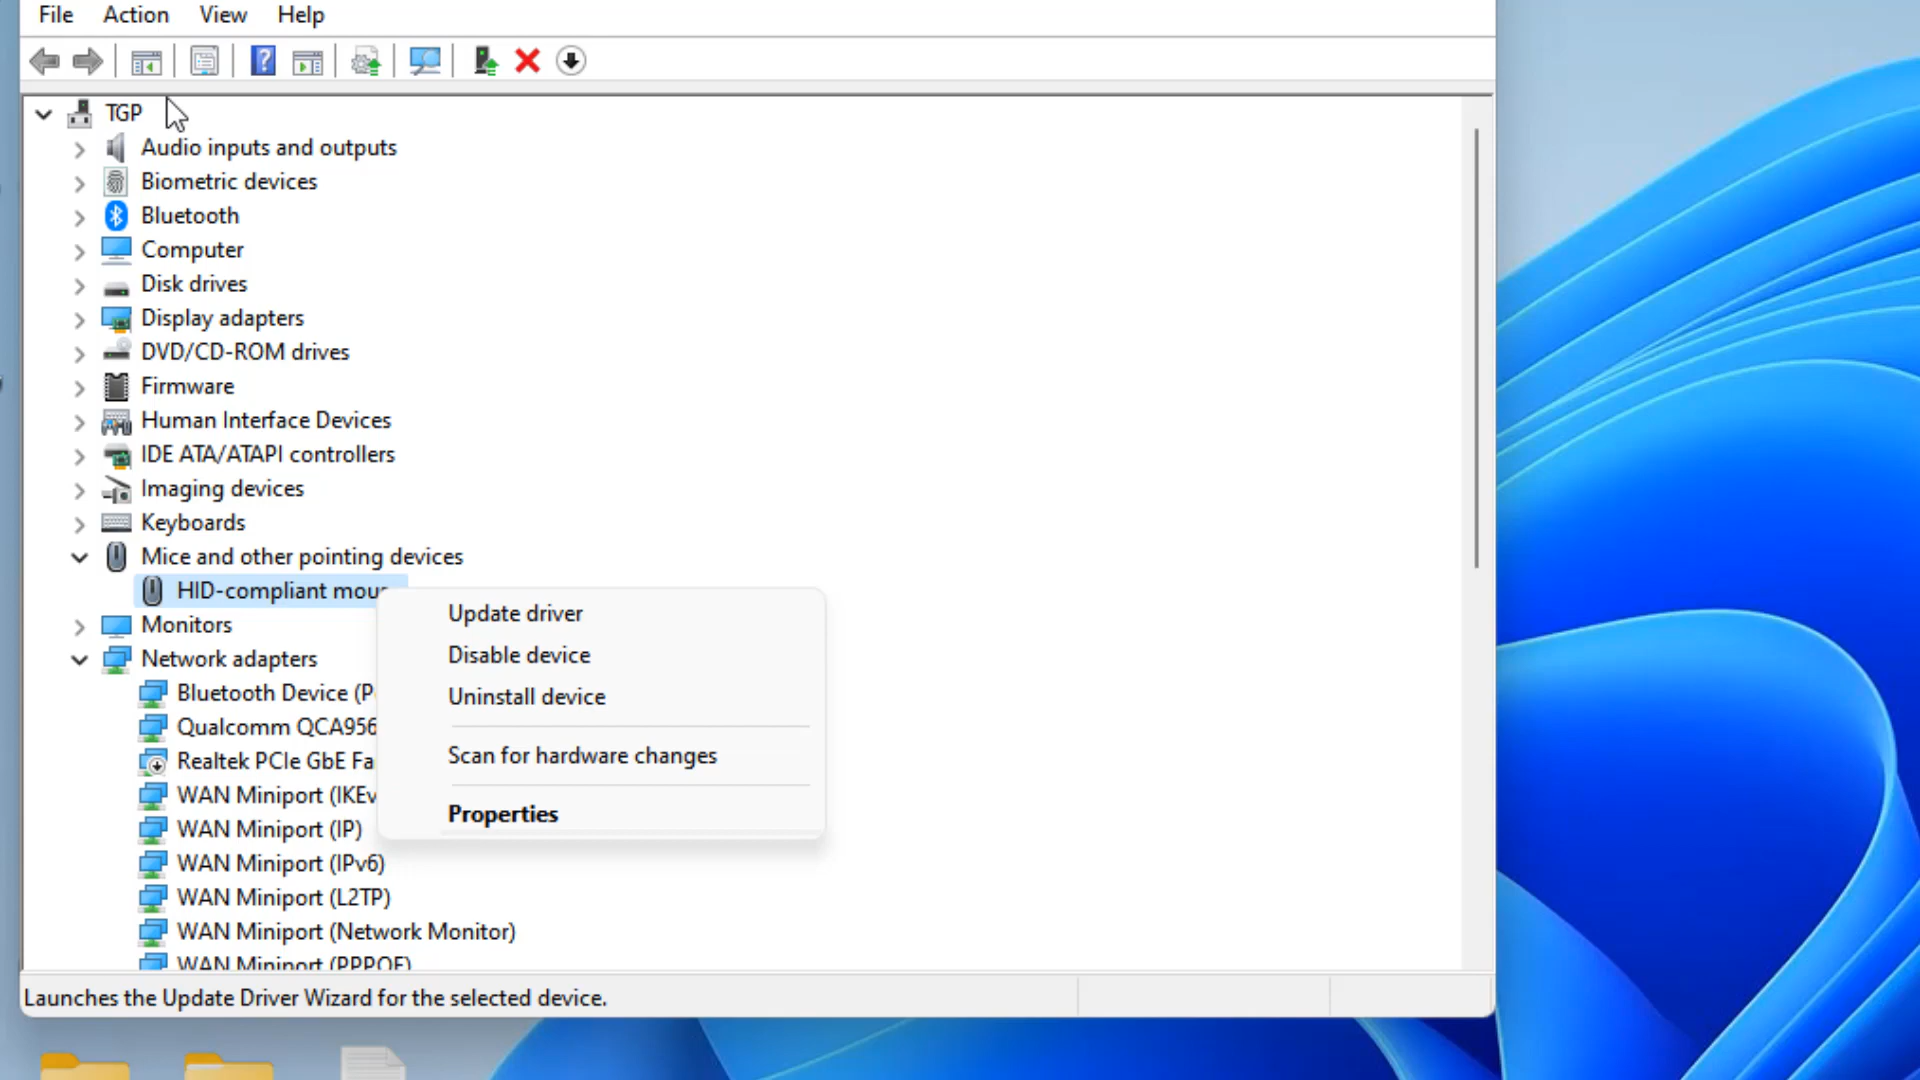 File Action View Help
TGP
Audio inputs and outputs
Biometric devices
Bluetooth
Computer
Disk drives
Display adapters
DVD/CD-ROM drives
Firmware
Human Interface Devices
IDE ATA/ATAPI controllers
Imaging devices
Keyboards
Mice and other pointing devices
HID-compliant
Monitors
Network adapters
Bluetooth Device
Qualcomm
Realtek PCIe GbE
WAN Miniport
WAN Miniport (IP)
WAN Miniport (IPv6)
WAN Miniport (L2TP)
WAN Miniport (Network Monitor)
WAN Miniport (PPPOE)
Update driver
Disable device
Uninstall device
Scan for hardware changes
Properties
Launches the Update Driver Wizard for the selected device.